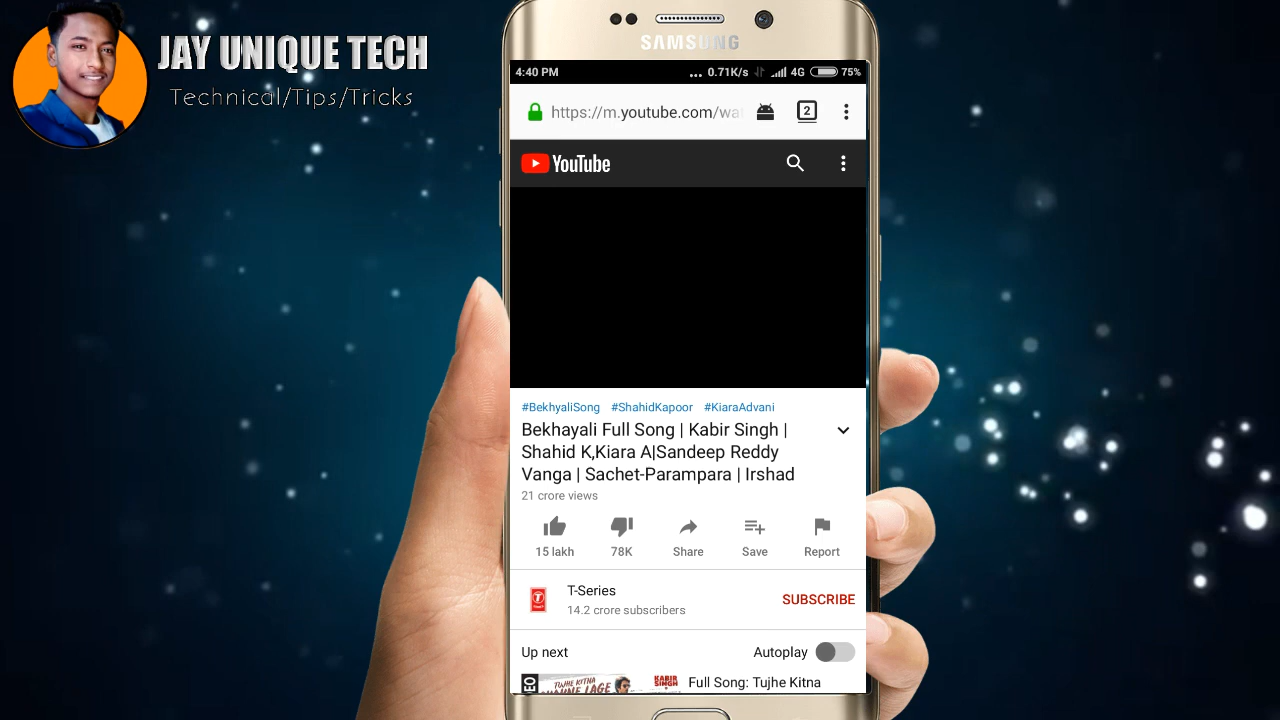 JAY UNIQUE TECH
Technical/Tips/Tricks
SAMSUNG
4:40 PM ... 0.71K/s 4G 75%
https://m.youtube.com/wat 2
YouTube
#BekhyaliSong #ShahidKapoor #KiaraAdvani
Bekhayali Full Song | Kabir Singh |
Shahid K,Kiara A|Sandeep Reddy
Vanga | Sachet-Parampara | Irshad
21 crore views
15 lakh 78K Share Save Report
T-Series
14.2 crore subscribers
SUBSCRIBE
Up next Autoplay
TUJHE KITNA
KABIR
SINGH
Full Song: Tujhe Kitna